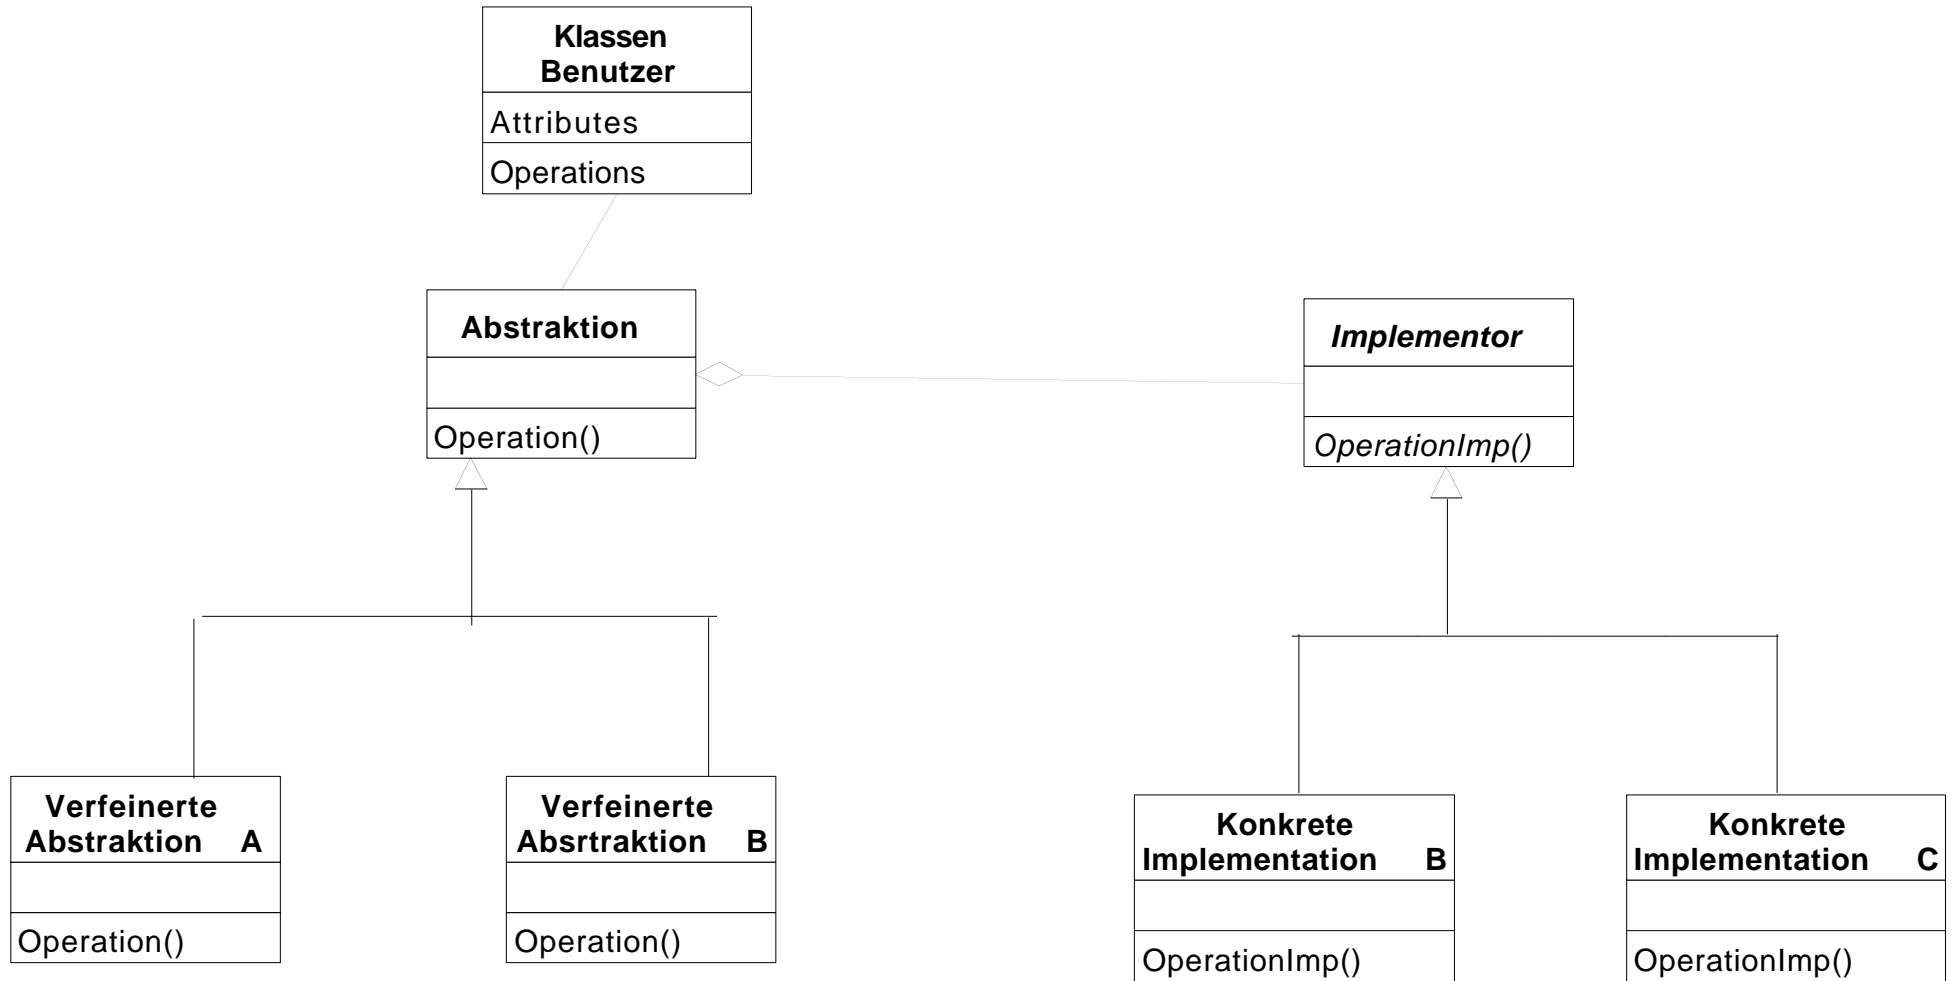 Klassen
Benutzer
Attributes
Operations
Abstraktion
Operation()
Implementor
OperationImp()
Verfeinerte
Abstraktion A
Operation()
Verfeinerte
Absrtraktion B
Operation()
Konkrete
Implementation B
OperationImp()
Konkrete
Implementation C
OperationImp()